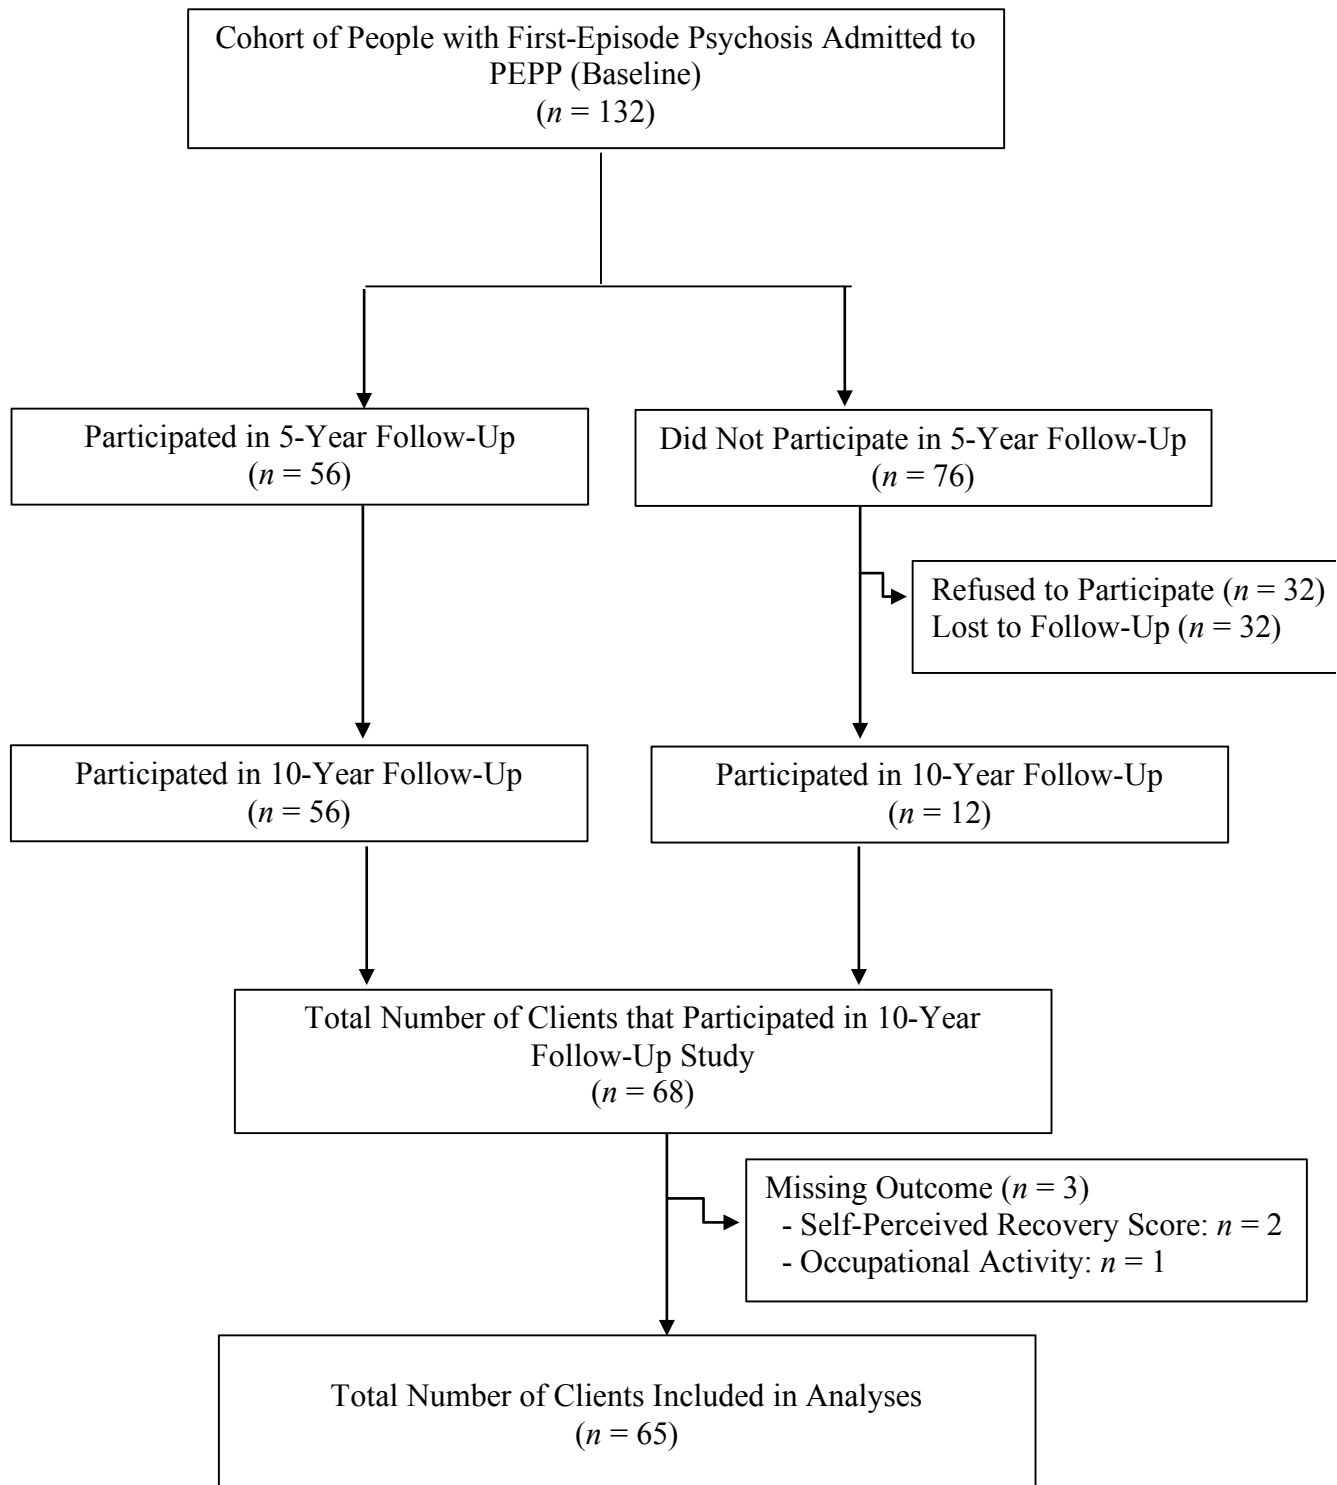 Cohort of People with First-Episode Psychosis Admitted to
PEPP (Baseline)
(n = 132)
Participated in 5-Year Follow-Up
(n = 56)
Did Not Participate in 5-Year Follow-Up
(n = 76)
Refused to Participate (n = 32)
Lost to Follow-Up (n = 32)
Participated in 10-Year Follow-Up
(n = 56)
Participated in 10-Year Follow-Up
(n = 12)
Total Number of Clients that Participated in 10-Year
Follow-Up Study
(n = 68)
Missing Outcome (n = 3)
- Self-Perceived Recovery Score: n = 2
- Occupational Activity: n = 1
Total Number of Clients Included in Analyses
(n = 65)